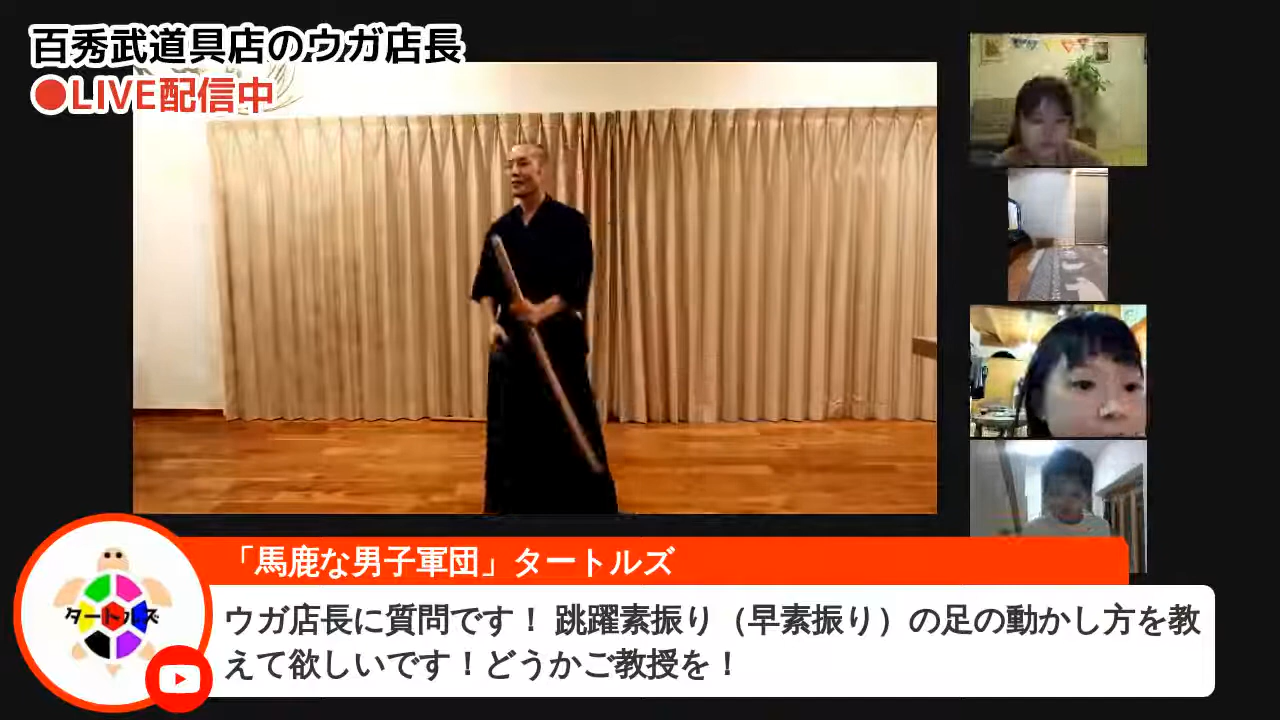 百秀武道具店のウガ店長
●LIVE配信中
「馬鹿な男子軍団」タートルズ
タートルズ
ウガ店長に質問です！ 跳躍素振り（早素振り）の足の動かし方を教
えて欲しいです！どうかご教授を！